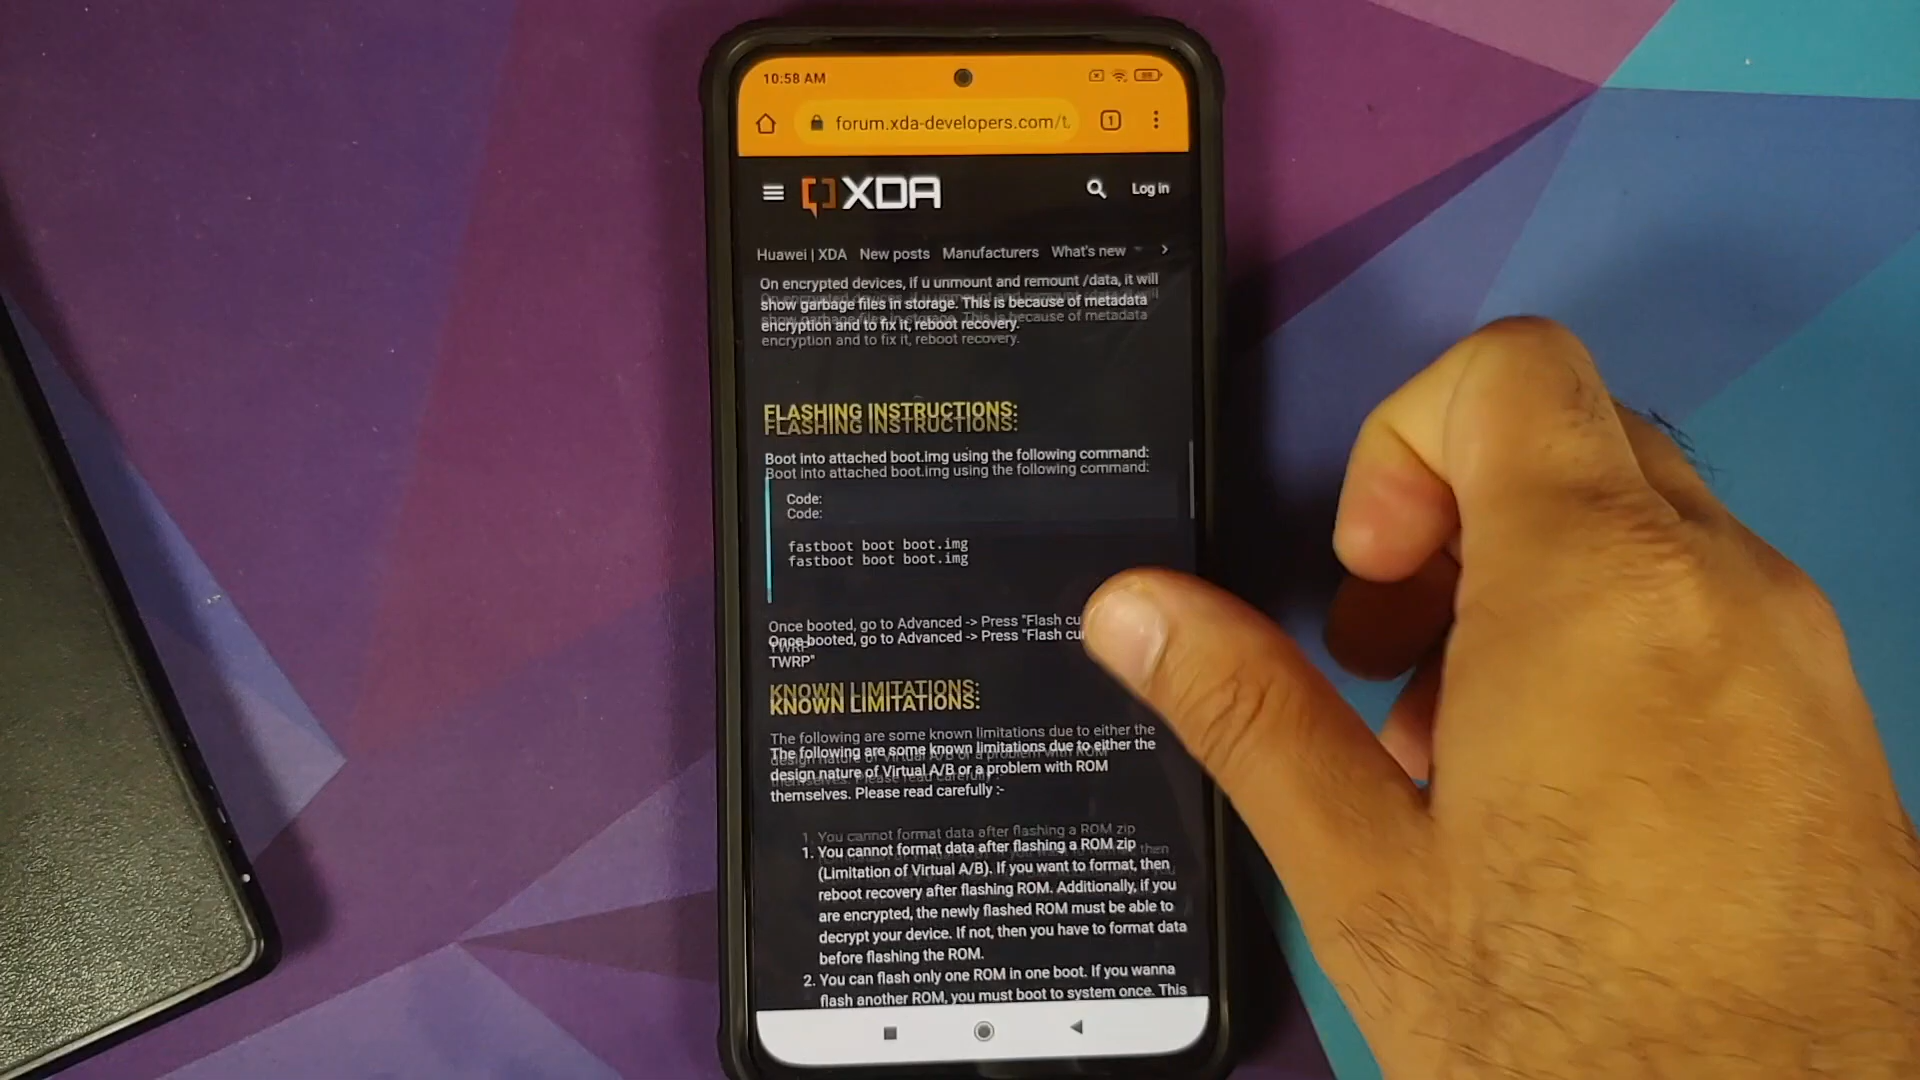 10:58 AM
forum.xda-developers.com/t.
1
XDA
Log in
Huawei | XDA New posts Manufacturers What's new
On encrypted devices, if u unmount and remount /data, it will
show garbage files in storage. This is because of metadata
encryption and to fix it, reboot recovery.
FLASHING INSTRUCTIONS:
Boot into attached boot.img using the following command:
Code:
fastboot boot boot.img
Once booted, go to Advanced -> Press "Flash cu
TWRP"
KNOWN LIMITATIONS:
The following are some known limitations due to either the
design nature of Virtual A/B or a problem with ROM
themselves. Please read carefully :-
1. You cannot format data after flashing a ROM zip
(Limitation of Virtual A/B). If you want to format, then
reboot recovery after flashing ROM. Additionally, if you
are encrypted, the newly flashed ROM must be able to
decrypt your device. If not, then you have to format data
before flashing the ROM.
2. You can flash only one ROM in one boot. If you wanna
flash another ROM, you must boot to system once. This